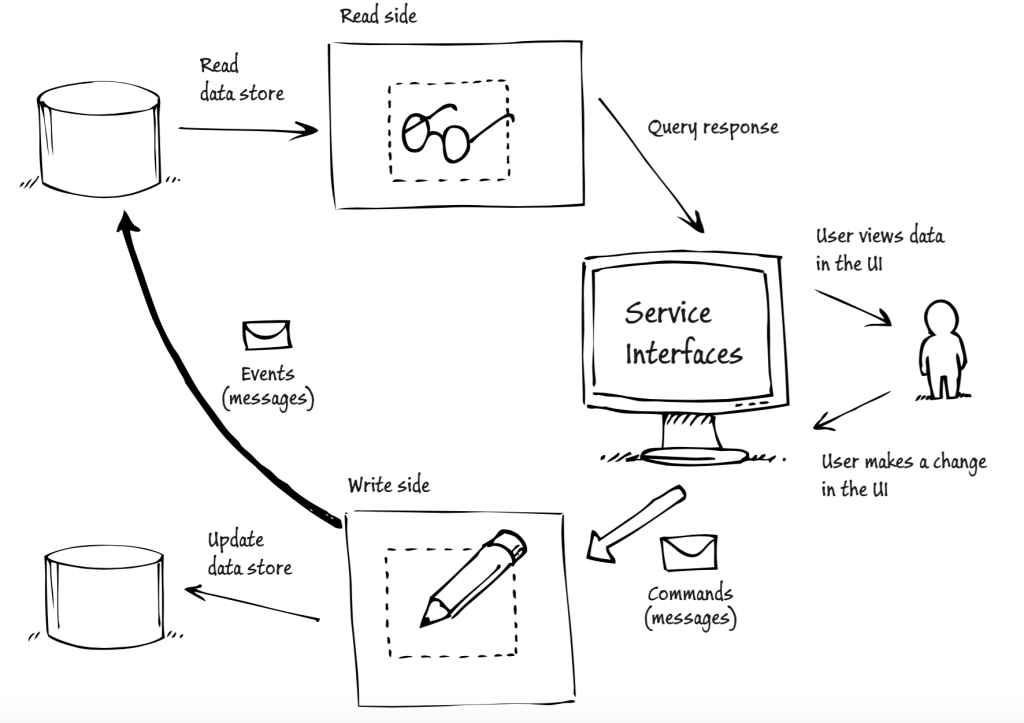 Read side
Read
data store
Query response
User views data
in the UI
Service
Interfaces
Events
(messages)
User makes a change
in the UI
Write side
Update
data store
Commands
(messages)